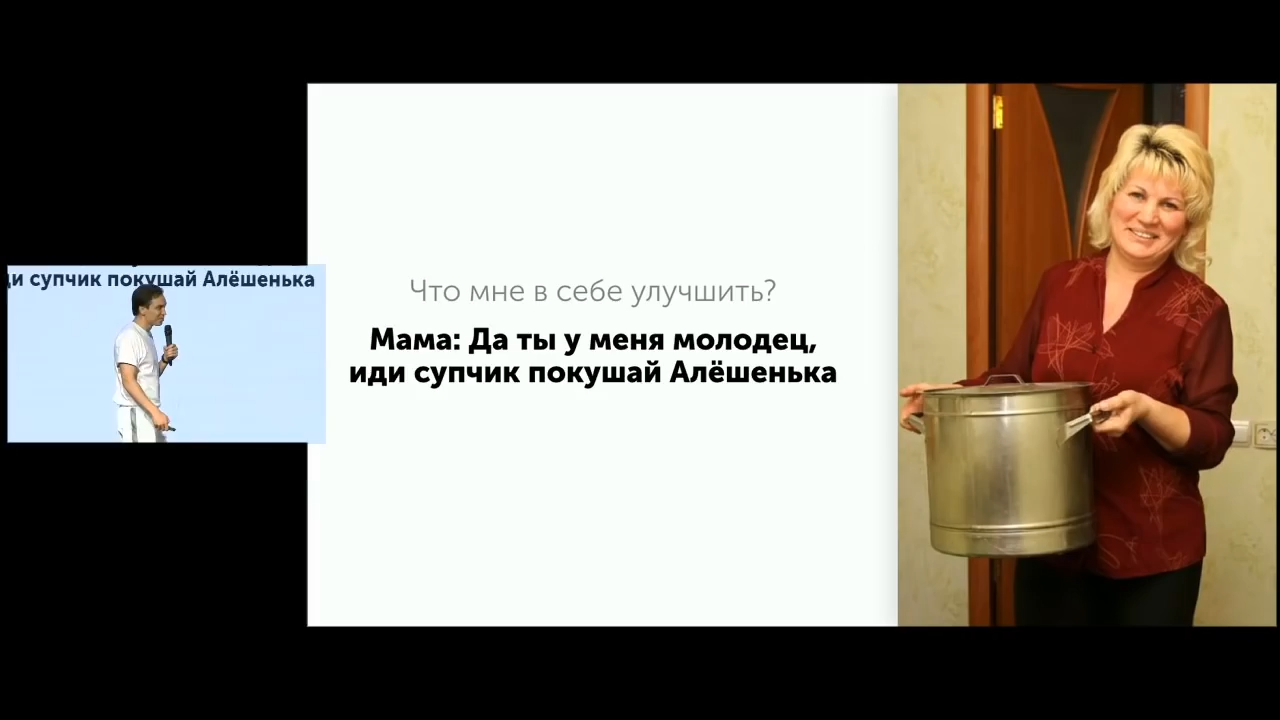 Что мне в себе улучшить?
Мама: Да ты у меня молодец,
иди супчик покушай Алёшенька
ди супчик покушай Алёшенька